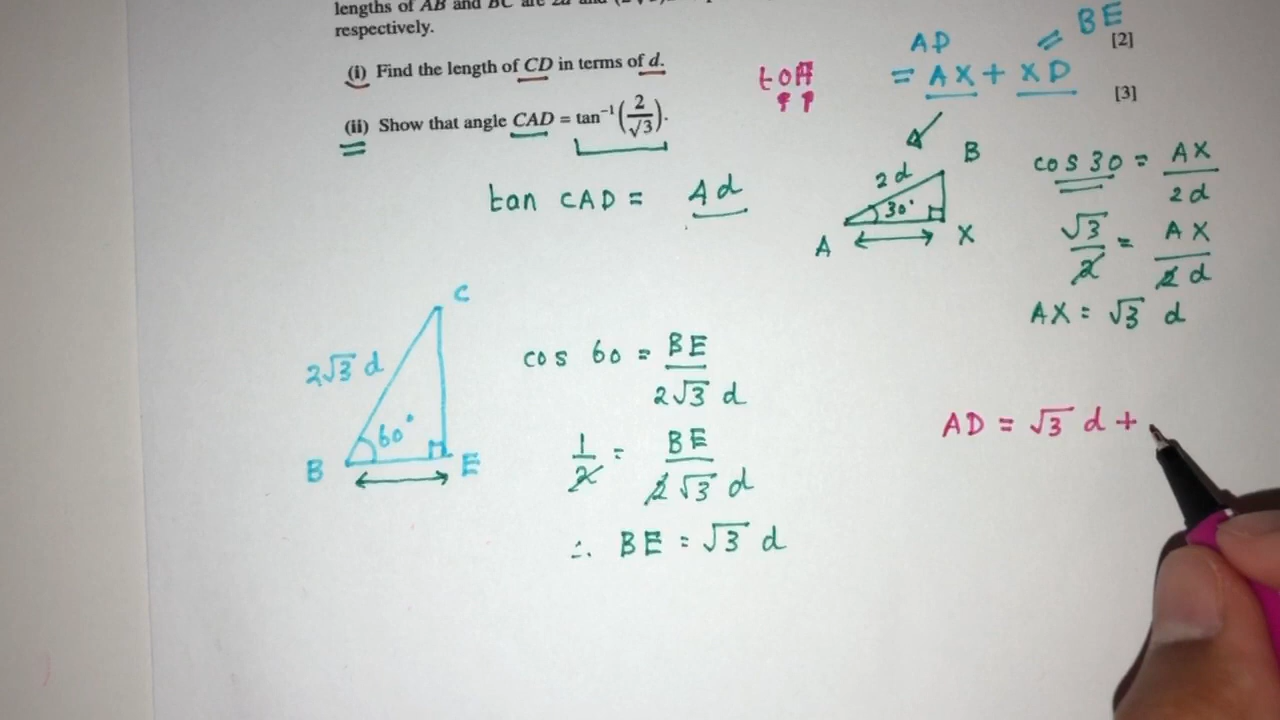 lengths of AB and BC are 2d and
respectively.
(i) Find the length of CD in terms of d.
[2]
(ii) Show that angle CAD = tan⁻¹(2/√3).
[3]
AD // BE
= AX + XD
toA
tan CAD = Ad
B
2d
30°
A
X
cos 30 = AX/2d
√3/2 = AX/2d
AX = √3 d
C
2√3 d
60°
B
E
cos 60 = BE/2√3 d
1/2 = BE/2√3 d
∴ BE = √3 d
AD = √3 d +